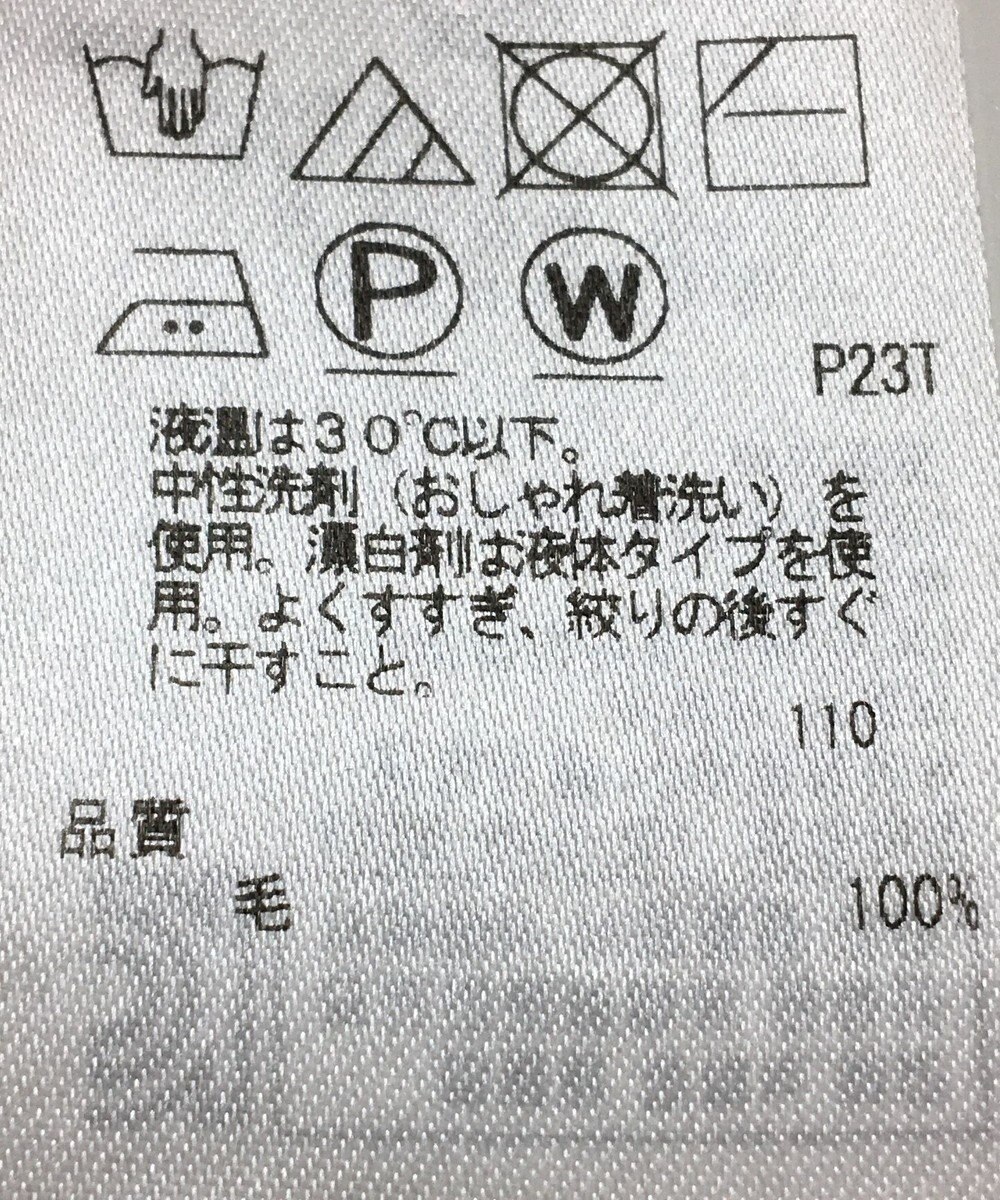 P
W
P23T
液温は３０℃以下。
中性洗剤（おしゃれ着洗い）を
使用。漂白剤は液体タイプを使
用。よくすすぎ、絞りの後すぐ
に干すこと。
110
品質
毛 100%